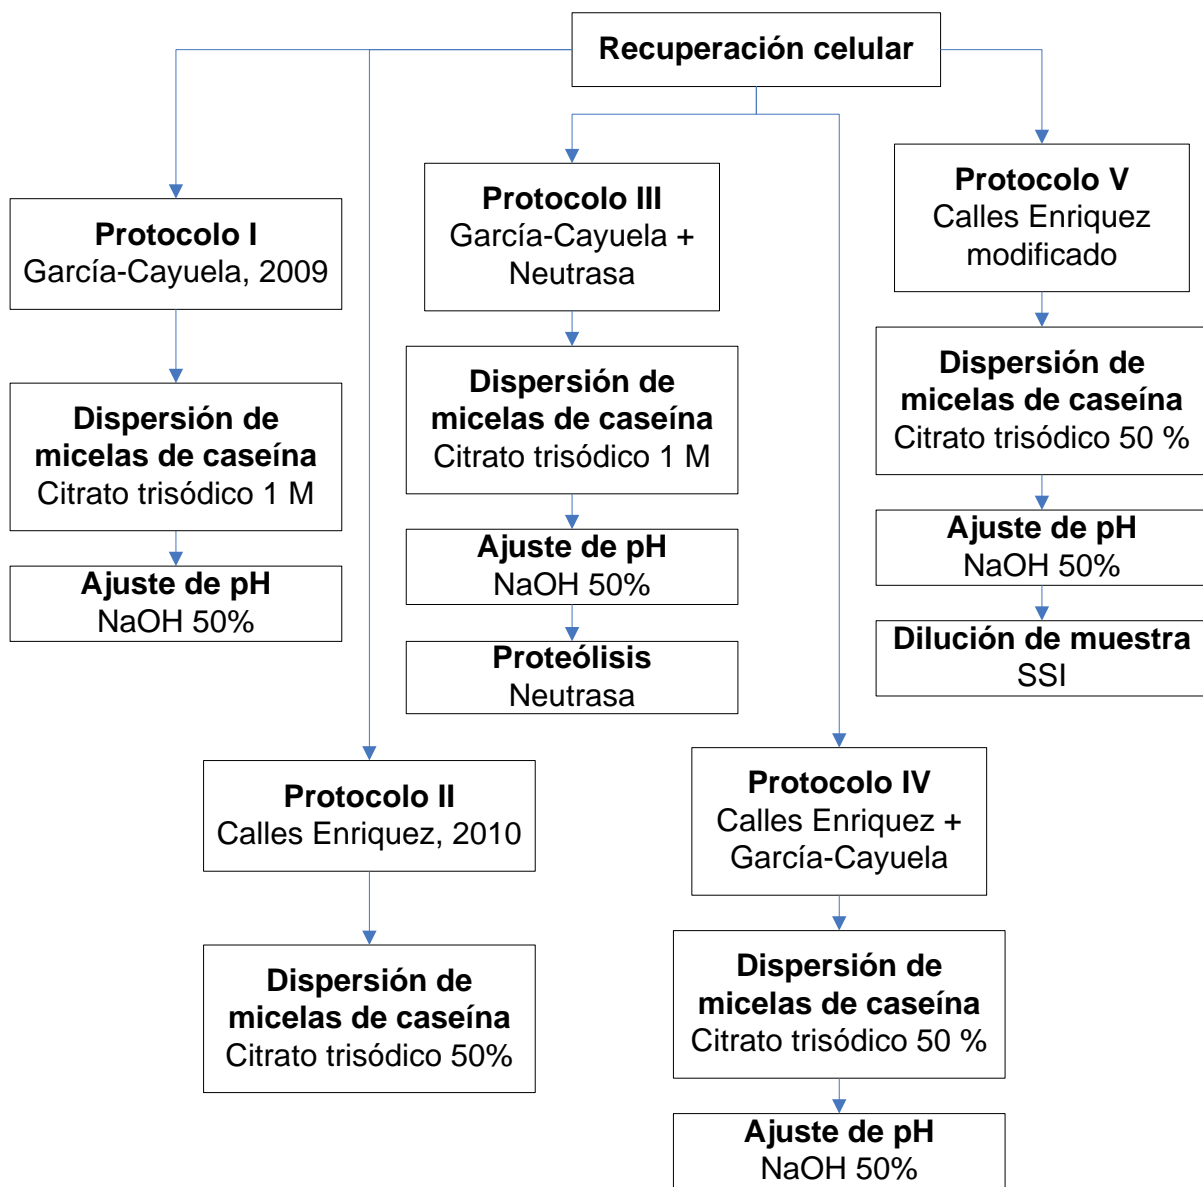 Recuperación celular
Protocolo I
García-Cayuela, 2009
Dispersión de
micelas de caseína
Citrato trisódico 1 M
Ajuste de pH
NaOH 50%
Protocolo II
Calles Enriquez, 2010
Dispersión de
micelas de caseína
Citrato trisódico 50%
Protocolo III
García-Cayuela +
Neutrasa
Dispersión de
micelas de caseína
Citrato trisódico 1 M
Ajuste de pH
NaOH 50%
Proteólisis
Neutrasa
Protocolo IV
Calles Enriquez +
García-Cayuela
Dispersión de
micelas de caseína
Citrato trisódico 50 %
Ajuste de pH
NaOH 50%
Protocolo V
Calles Enriquez
modificado
Dispersión de
micelas de caseína
Citrato trisódico 50 %
Ajuste de pH
NaOH 50%
Dilución de muestra
SSI